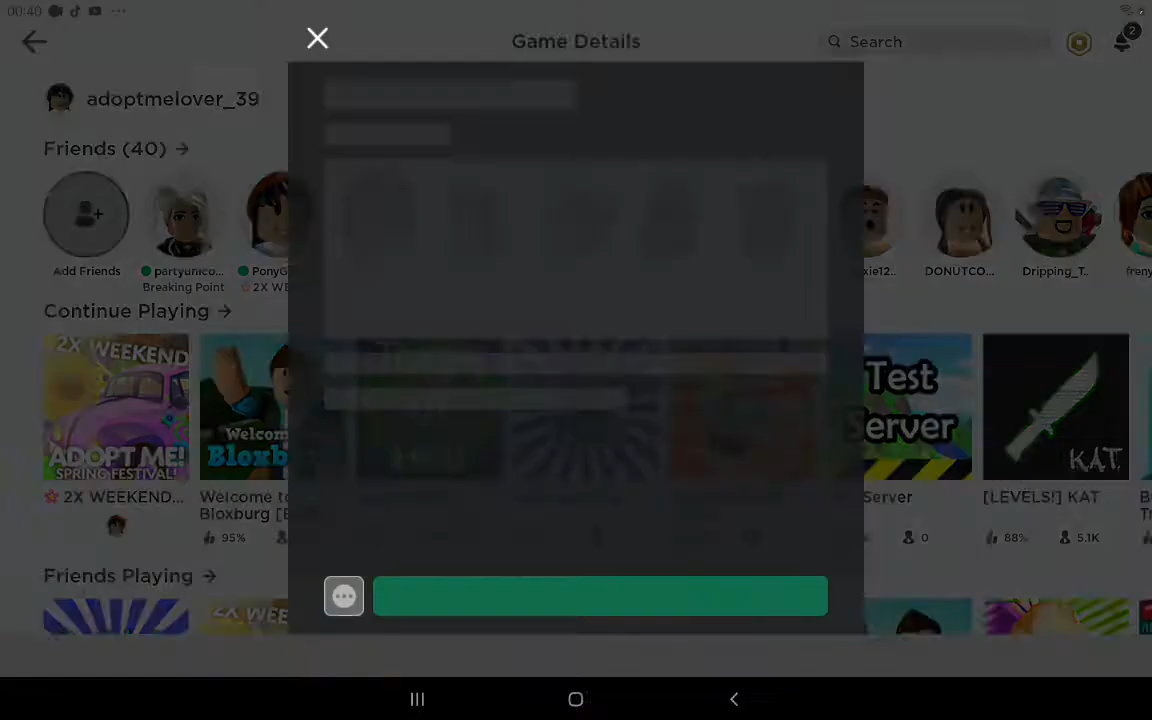 00:40
Game Details
Search
2
adoptmelover_39
Friends (40)
Add Friends
partyunico...
Breaking Point
PonyG
2X WE
xie12..
DONUTCO...
Dripping_T..
freny
Continue Playing
2X WEEKEND
ADOPT ME!
SPRING FESTIVAL!
Welcom
Bloxb
Test
Server
KAT
2X WEEKEND...
Welcome to
Bloxburg [B
95%
Server
0
[LEVELS!] KAT
88%
5.1K
Friends Playing
2X WEE